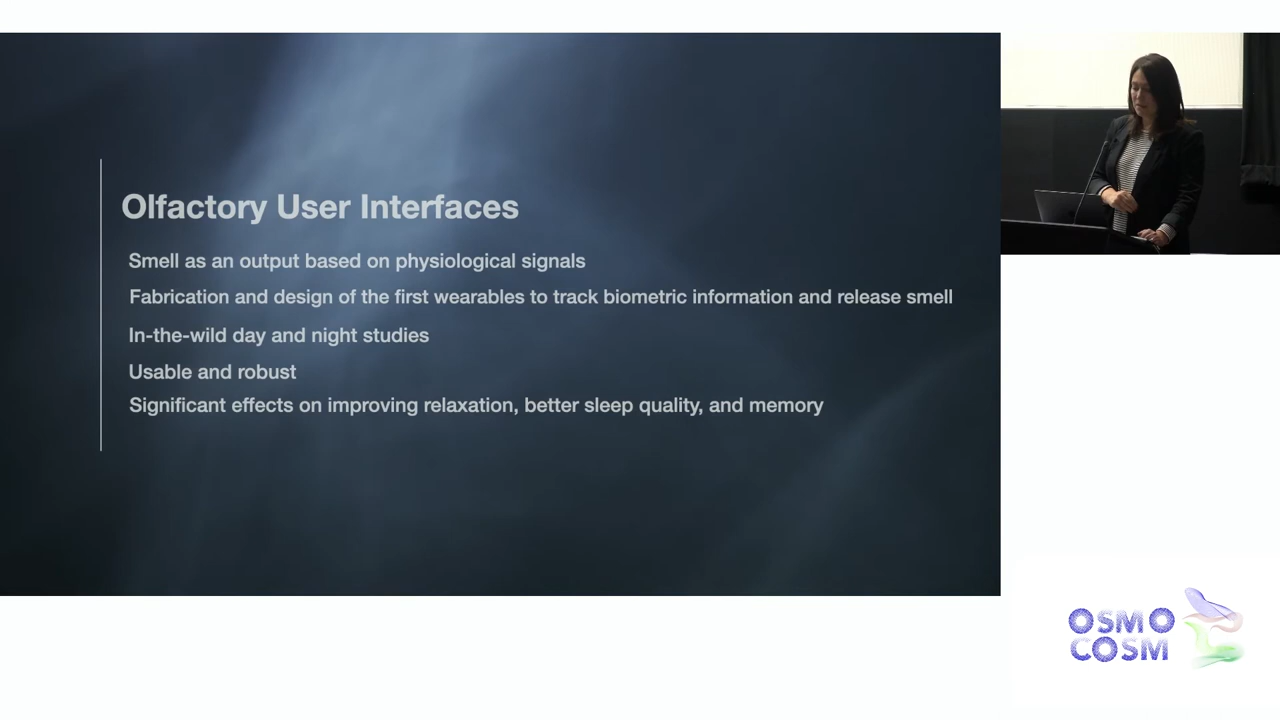 Olfactory User Interfaces
Smell as an output based on physiological signals
Fabrication and design of the first wearables to track biometric information and release smell
In-the-wild day and night studies
Usable and robust
Significant effects on improving relaxation, better sleep quality, and memory
OSMO
COSM